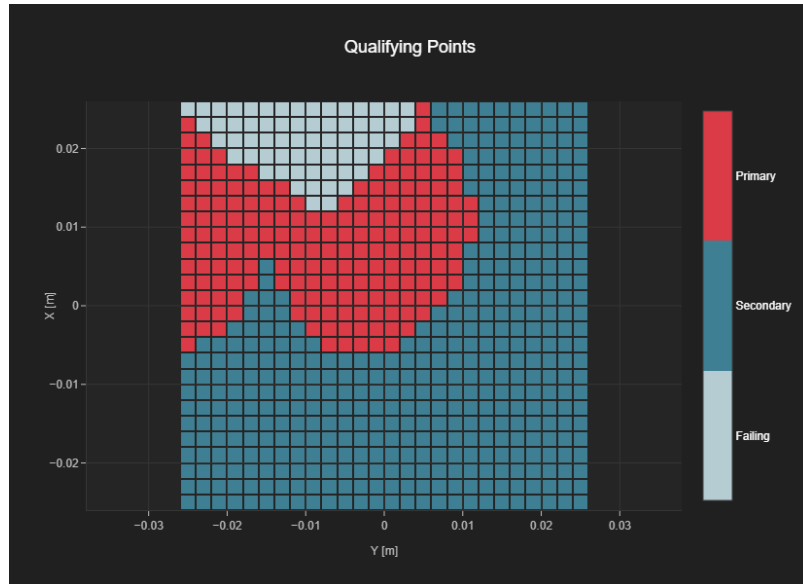 Qualifying Points
0.02
0.01
0
−0.01
−0.02
X [m]
−0.03
−0.02
−0.01
0
0.01
0.02
0.03
Y [m]
Primary
Secondary
Failing